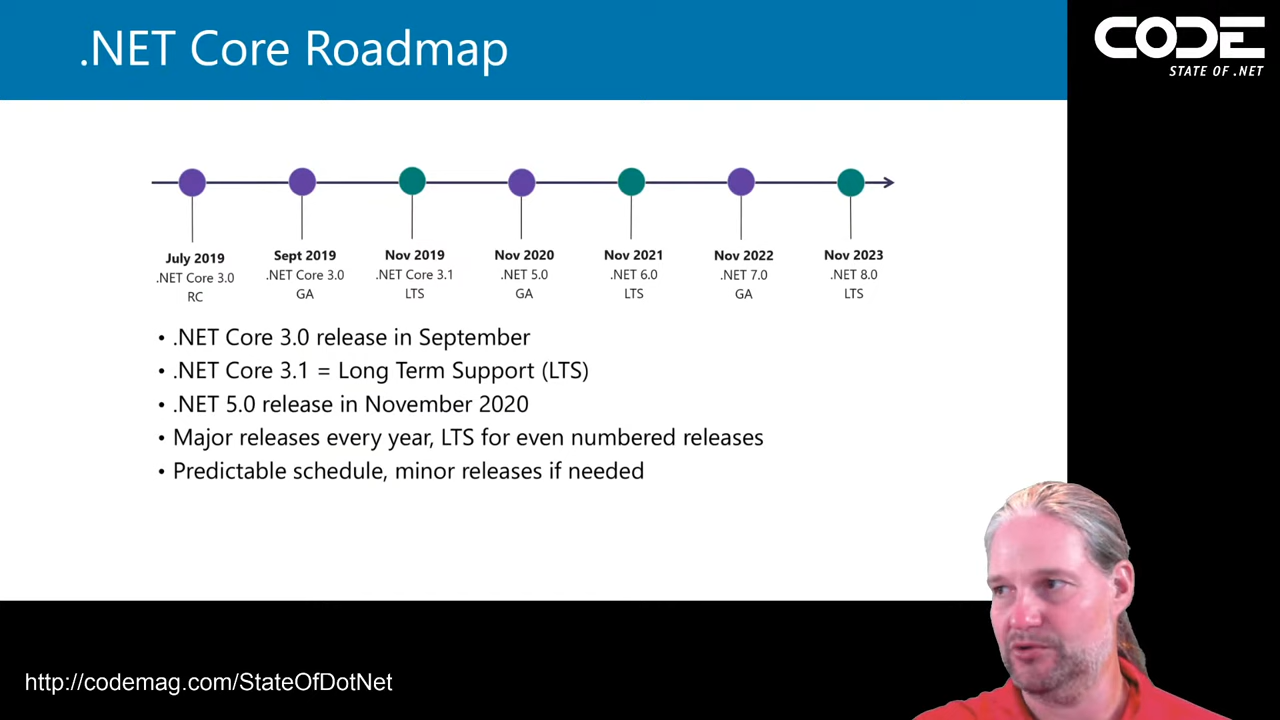 .NET Core Roadmap
CODE
STATE OF .NET
July 2019
.NET Core 3.0
RC
Sept 2019
.NET Core 3.0
GA
Nov 2019
.NET Core 3.1
LTS
Nov 2020
.NET 5.0
GA
Nov 2021
.NET 6.0
LTS
Nov 2022
.NET 7.0
GA
Nov 2023
.NET 8.0
LTS
• .NET Core 3.0 release in September
• .NET Core 3.1 = Long Term Support (LTS)
• .NET 5.0 release in November 2020
• Major releases every year, LTS for even numbered releases
• Predictable schedule, minor releases if needed
http://codemag.com/StateOfDotNet